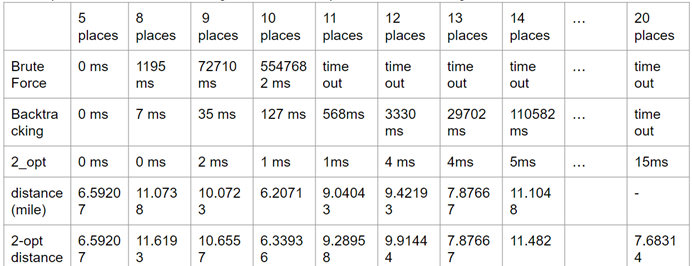 5 places 8 places 9 places 10 places 11 places 12 places 13 places 14 places … 20 places
Brute Force 0 ms 1195 ms 72710 ms 5547682 ms time out time out time out time out … time out
Backtracking 0 ms 7 ms 35 ms 127 ms 568ms 3330 ms 29702 ms 110582 ms … time out
2_opt 0 ms 0 ms 2 ms 1 ms 1ms 4 ms 4ms 5ms … 15ms
distance (mile) 6.59207 11.0738 10.0723 6.2071 9.04043 9.42193 7.87667 11.1048 -
2-opt distance 6.59207 11.6193 10.6557 6.33936 9.28958 9.91444 7.87667 11.482 7.68314